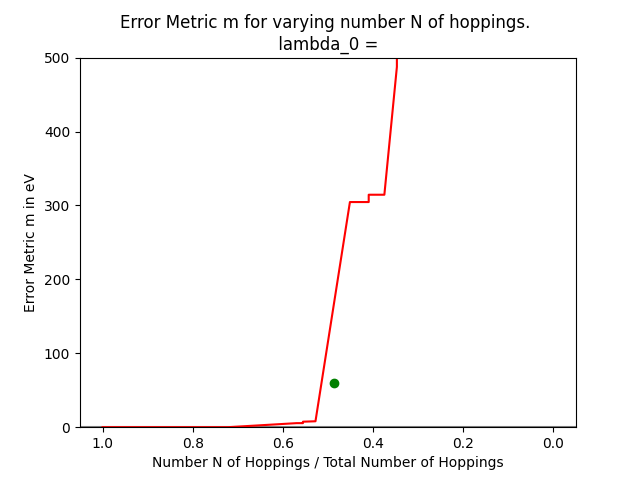 Error Metric m for varying number N of hoppings.
lambda_0 =
500
400
300
200
100
0
Error Metric m in eV
1.0 0.8 0.6 0.4 0.2 0.0
Number N of Hoppings / Total Number of Hoppings